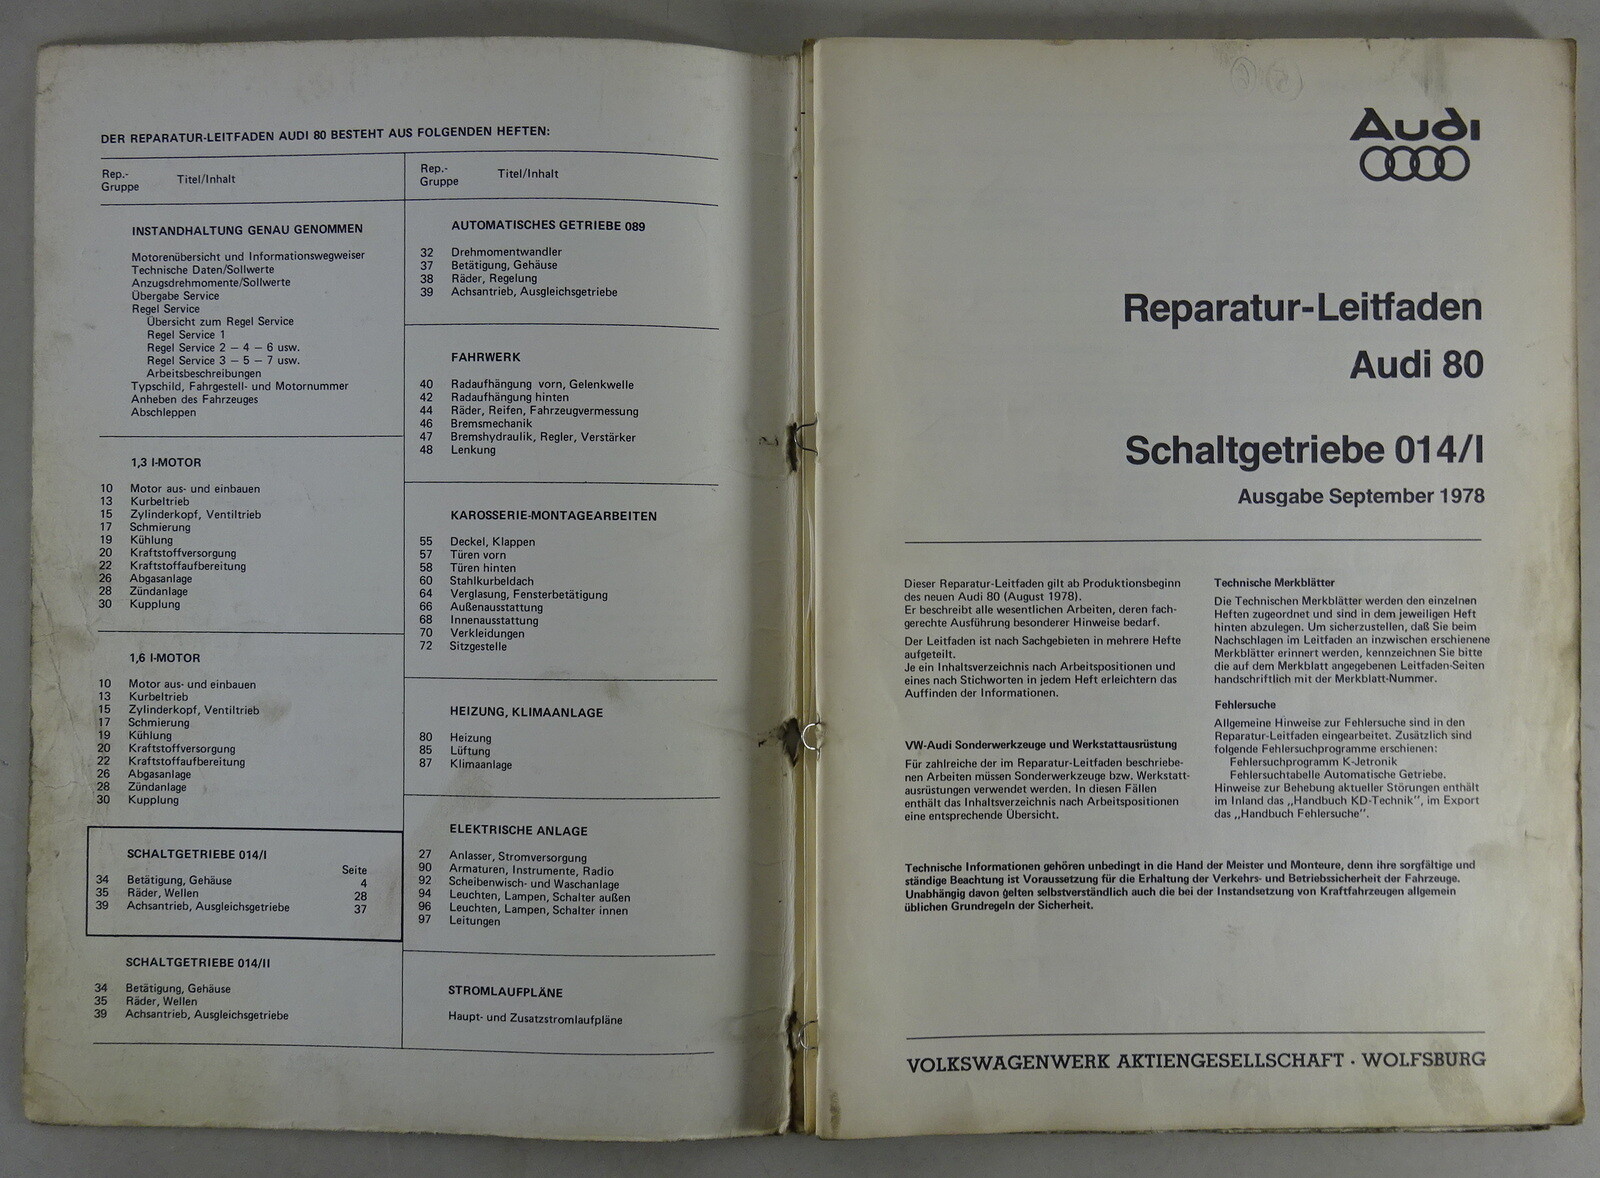 DER REPARATUR-LEITFADEN AUDI 80 BESTEHT AUS FOLGENDEN HEFTEN:
Rep.-
Gruppe
Titel/Inhalt
INSTANDHALTUNG GENAU GENOMMEN
Motorenübersicht und Informationswegweiser
Technische Daten/Sollwerte
Anzugsdrehmomente/Sollwerte
Übergabe Service
Regel Service
Übersicht zum Regel Service
Regel Service 1
Regel Service 2 – 4 – 6 usw.
Regel Service 3 – 5 – 7 usw.
Arbeitsbeschreibungen
Typschild, Fahrgestell- und Motornummer
Anheben des Fahrzeuges
Abschleppen
1,3 l-MOTOR
10 Motor aus- und einbauen
13 Kurbeltrieb
15 Zylinderkopf, Ventiltrieb
17 Schmierung
19 Kühlung
20 Kraftstoffversorgung
22 Kraftstoffaufbereitung
26 Abgasanlage
28 Zündanlage
30 Kupplung
1,6 l-MOTOR
10 Motor aus- und einbauen
13 Kurbeltrieb
15 Zylinderkopf, Ventiltrieb
17 Schmierung
19 Kühlung
20 Kraftstoffversorgung
22 Kraftstoffaufbereitung
26 Abgasanlage
28 Zündanlage
30 Kupplung
SCHALTGETRIEBE 014/I
Seite
34 Betätigung, Gehäuse 4
35 Räder, Wellen 28
39 Achsantrieb, Ausgleichsgetriebe 37
SCHALTGETRIEBE 014/II
34 Betätigung, Gehäuse
35 Räder, Wellen
39 Achsantrieb, Ausgleichsgetriebe
Rep.-
Gruppe
Titel/Inhalt
AUTOMATISCHES GETRIEBE 089
32 Drehmomentwandler
37 Betätigung, Gehäuse
38 Räder, Regelung
39 Achsantrieb, Ausgleichsgetriebe
FAHRWERK
40 Radaufhängung vorn, Gelenkwelle
42 Radaufhängung hinten
44 Räder, Reifen, Fahrzeugvermessung
46 Bremsmechanik
47 Bremshydraulik, Regler, Verstärker
48 Lenkung
KAROSSERIE-MONTAGEARBEITEN
55 Deckel, Klappen
57 Türen vorn
58 Türen hinten
60 Stahlkurbeldach
64 Verglasung, Fensterbetätigung
66 Außenausstattung
68 Innenausstattung
70 Verkleidungen
72 Sitzgestelle
HEIZUNG, KLIMAANLAGE
80 Heizung
85 Lüftung
87 Klimaanlage
ELEKTRISCHE ANLAGE
27 Anlasser, Stromversorgung
90 Armaturen, Instrumente, Radio
92 Scheibenwisch- und Waschanlage
94 Leuchten, Lampen, Schalter außen
96 Leuchten, Lampen, Schalter innen
97 Leitungen
STROMLAUFPLÄNE
Haupt- und Zusatzstromlaufpläne
Audi
Reparatur-Leitfaden
Audi 80
Schaltgetriebe 014/I
Ausgabe September 1978
Dieser Reparatur-Leitfaden gilt ab Produktionsbeginn
des neuen Audi 80 (August 1978).
Er beschreibt alle wesentlichen Arbeiten, deren fach-
gerechte Ausführung besonderer Hinweise bedarf.
Der Leitfaden ist nach Sachgebieten in mehrere Hefte
aufgeteilt.
Je ein Inhaltsverzeichnis nach Arbeitspositionen und
eines nach Stichworten in jedem Heft erleichtern das
Auffinden der Informationen.
VW-Audi Sonderwerkzeuge und Werkstattausrüstung
Für zahlreiche der im Reparatur-Leitfaden beschriebe-
nen Arbeiten müssen Sonderwerkzeuge bzw. Werkstatt-
ausrüstungen verwendet werden. In diesen Fällen
enthält das Inhaltsverzeichnis nach Arbeitspositionen
eine entsprechende Übersicht.
Technische Merkblätter
Die Technischen Merkblätter werden den einzelnen
Heften zugeordnet und sind in dem jeweiligen Heft
hinten abzulegen. Um sicherzustellen, daß Sie beim
Nachschlagen im Leitfaden an inzwischen erschienene
Merkblätter erinnert werden, kennzeichnen Sie bitte
die auf dem Merkblatt angegebenen Leitfaden-Seiten
handschriftlich mit der Merkblatt-Nummer.
Fehlersuche
Allgemeine Hinweise zur Fehlersuche sind in den
Reparatur-Leitfaden eingearbeitet. Zusätzlich sind
folgende Fehlersuchprogramme erschienen:
Fehlersuchprogramm K-Jetronik
Fehlersuchtabelle Automatische Getriebe.
Hinweise zur Behebung aktueller Störungen enthält
im Inland das „Handbuch KD-Technik“, im Export
das „Handbuch Fehlersuche“.
Technische Informationen gehören unbedingt in die Hand der Meister und Monteure, denn ihre sorgfältige und
ständige Beachtung ist Voraussetzung für die Erhaltung der Verkehrs- und Betriebssicherheit der Fahrzeuge.
Unabhängig davon gelten selbstverständlich auch die bei der Instandsetzung von Kraftfahrzeugen allgemein
üblichen Grundregeln der Sicherheit.
VOLKSWAGENWERK AKTIENGESELLSCHAFT · WOLFSBURG